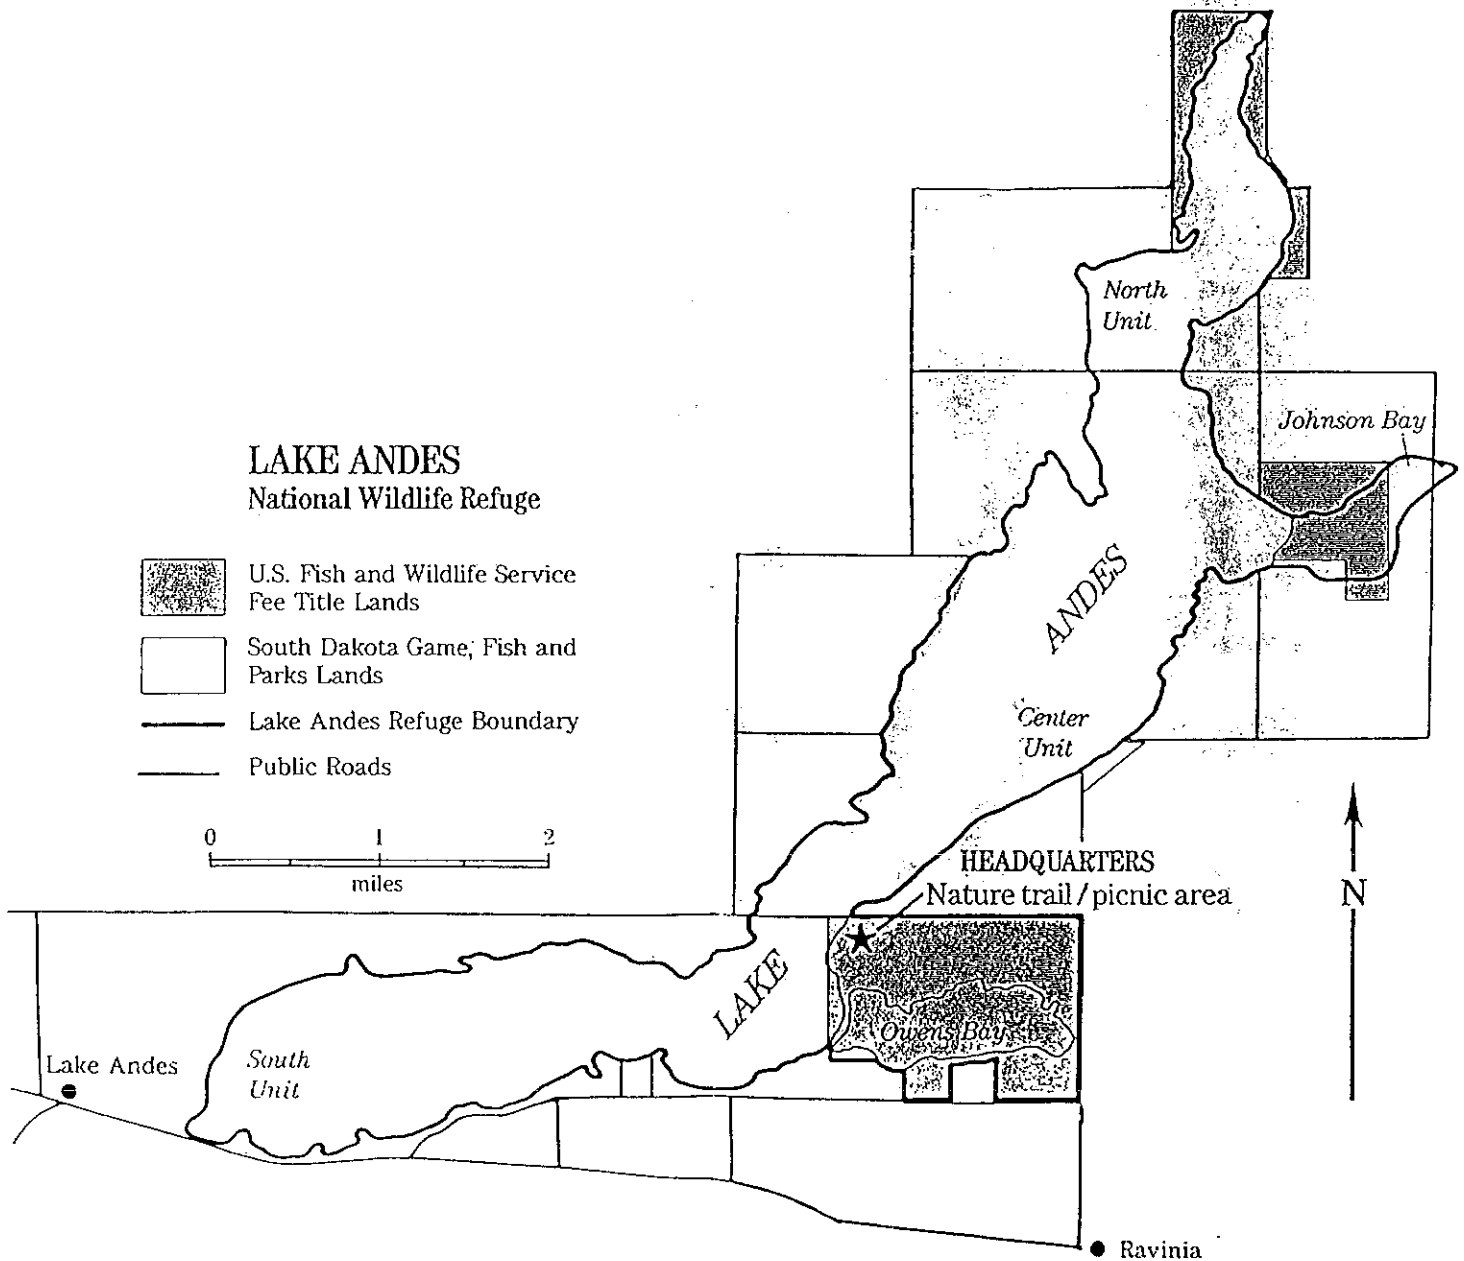 North
Unit
Johnson Bay
LAKE ANDES
National Wildlife Refuge
U.S. Fish and Wildlife Service
Fee Title Lands
South Dakota Game, Fish and
Parks Lands
Lake Andes Refuge Boundary
Public Roads
0 1 2
miles
ANDES
Center
Unit
HEADQUARTERS
Nature trail / picnic area
N
LAKE
Owens Bay
South
Unit
Lake Andes
Ravinia